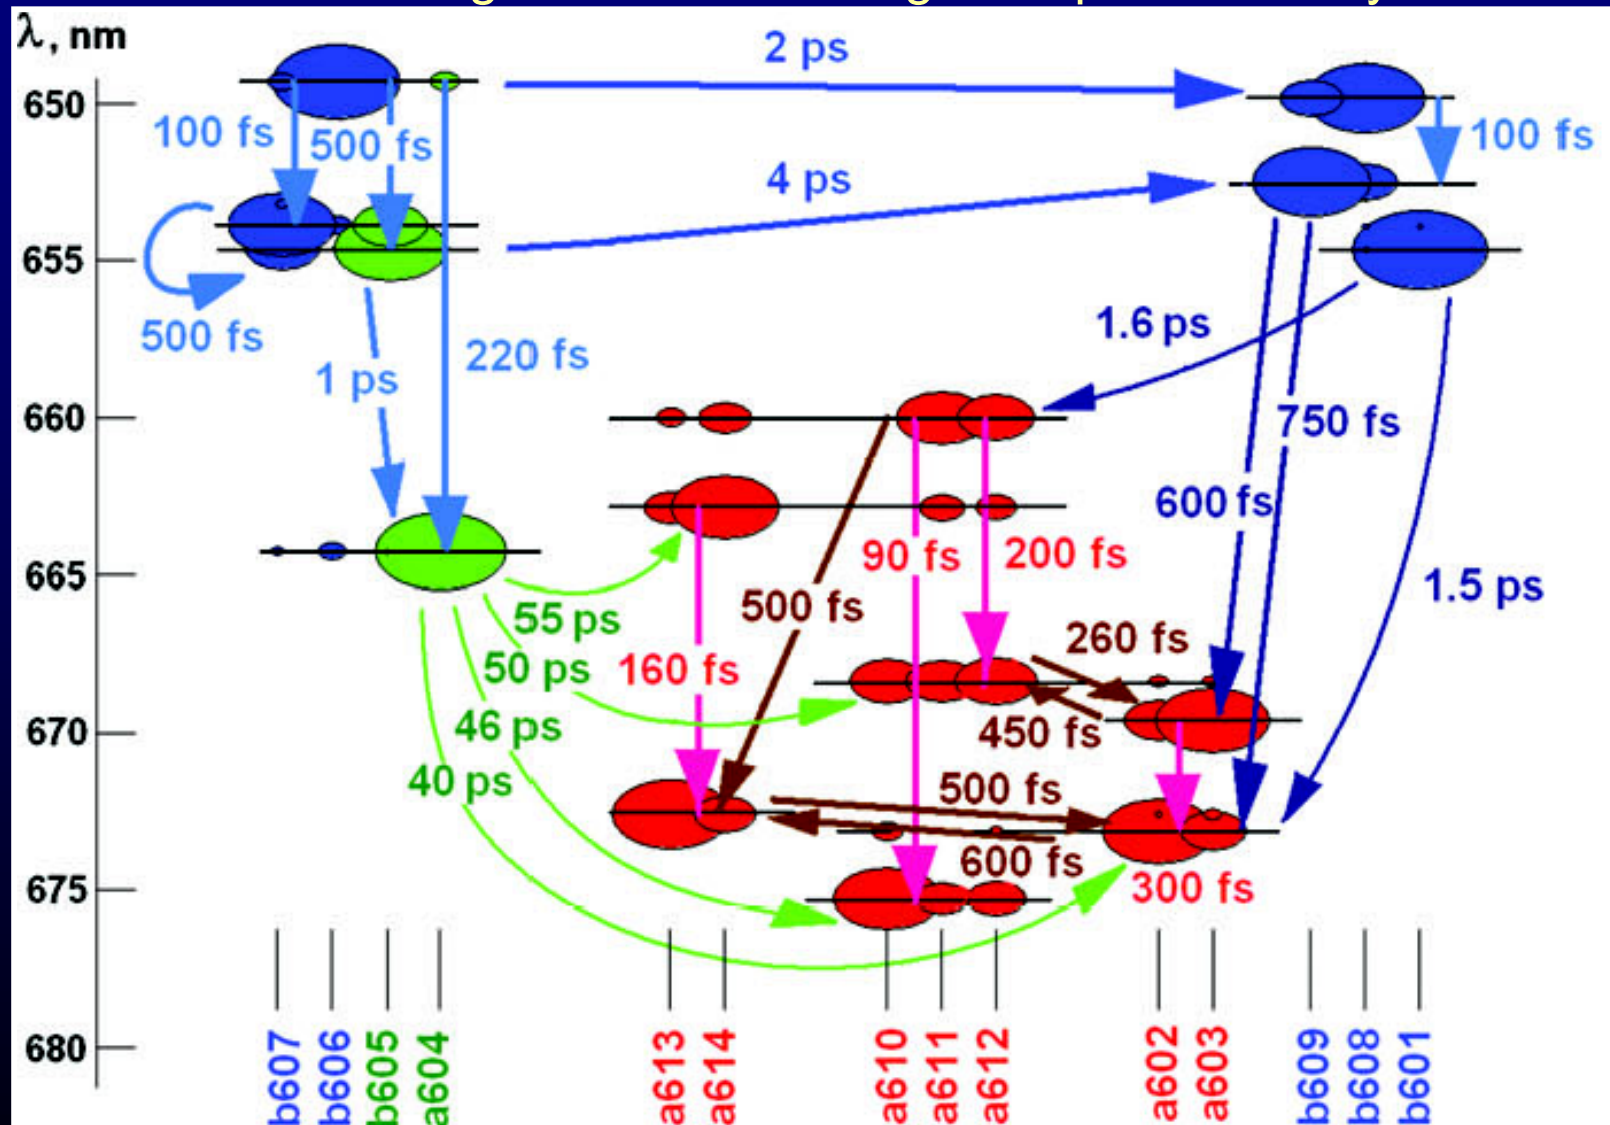 λ, nm
2 ps
650
100 fs
500 fs
100 fs
4 ps
655
500 fs
1.6 ps
220 fs
1 ps
660
750 fs
600 fs
90 fs
200 fs
665
1.5 ps
500 fs
55 ps
260 fs
50 ps
160 fs
46 ps
450 fs
670
40 ps
500 fs
600 fs
675
300 fs
680
b607
b606
b605
a604
a613
a614
a610
a611
a612
a602
a603
b609
b608
b601